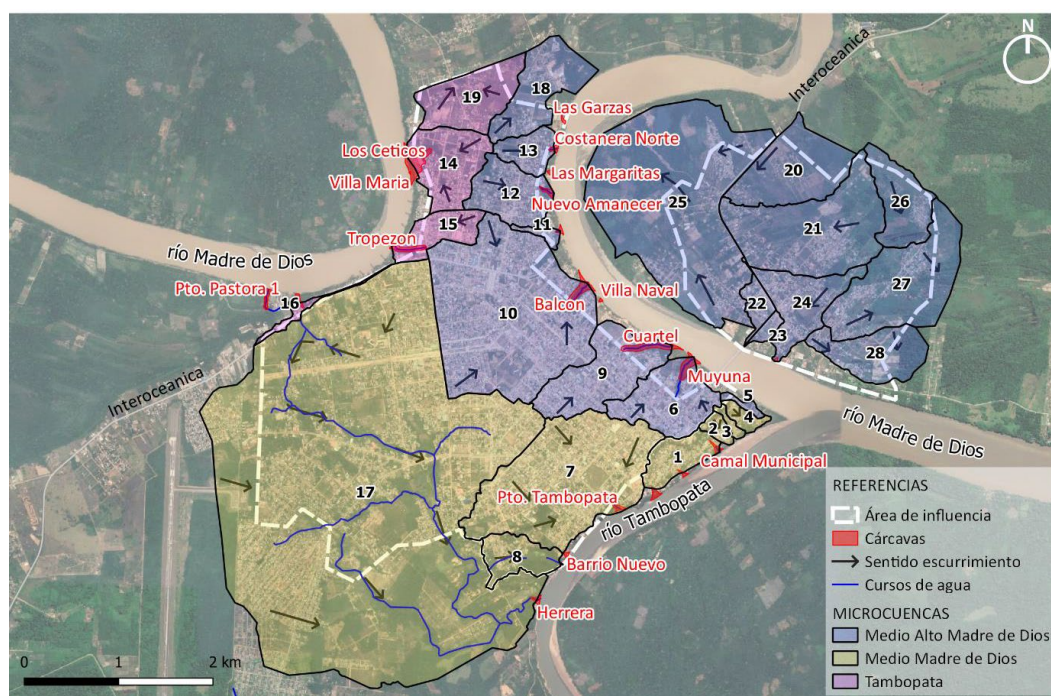 N
Interoceanica
19
18
Las Garzas
Costanera Norte
13
Los Ceticos
14
Las Margaritas
Villa Maria
12
20
26
Nuevo Amanecer
25
15
11
21
Tropezon
río Madre de Dios
27
Pto. Pastora 1
16
Villa Naval
Balcon
10
22
24
23
Cuartel
28
Interoceanica
9
Muyuna
5
6
4
río Madre de Dios
2
3
1
Camal Municipal
7
17
Pto. Tambopata
río Tambopata
8
Barrio Nuevo
Herrera
0 1 2 km
REFERENCIAS
Área de influencia
Cárcavas
Sentido escurrimiento
Cursos de agua
MICROCUENCAS
Medio Alto Madre de Dios
Medio Madre de Dios
Tambopata